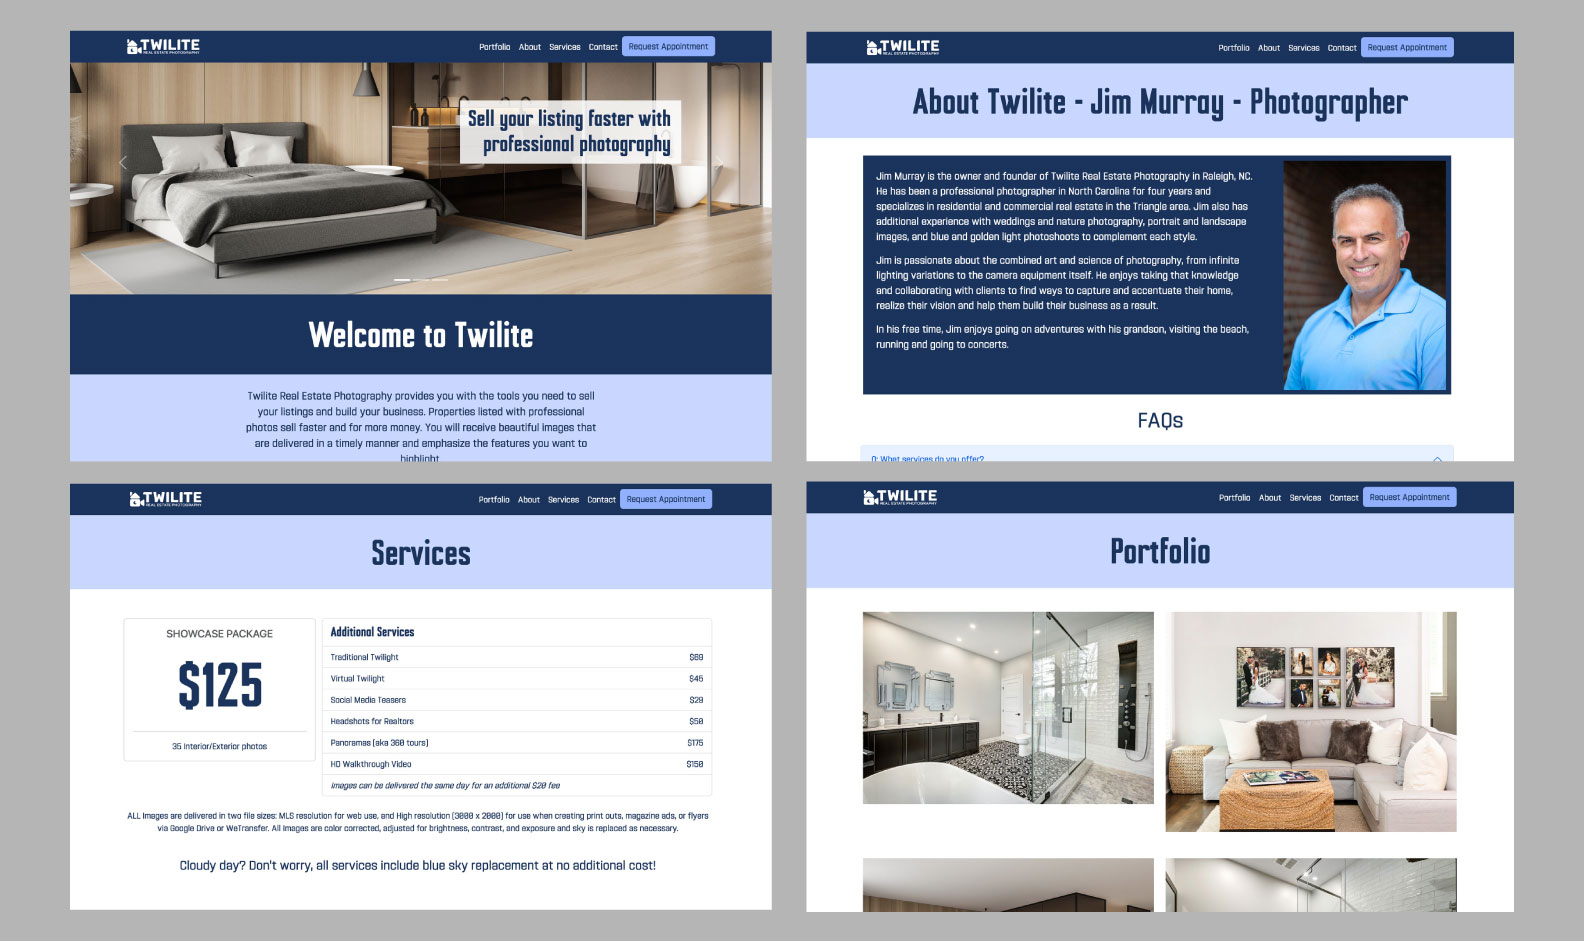 TWILITE
REAL ESTATE PHOTOGRAPHY
Portfolio About Services Contact Request Appointment
Sell your listing faster with
professional photography
Welcome to Twilite
Twilite Real Estate Photography provides you with the tools you need to sell
your listings and build your business. Properties listed with professional
photos sell faster and for more money. You will receive beautiful images that
are delivered in a timely manner and emphasize the features you want to
highlight
TWILITE
REAL ESTATE PHOTOGRAPHY
Portfolio About Services Contact Request Appointment
About Twilite - Jim Murray - Photographer
Jim Murray is the owner and founder of Twilite Real Estate Photography in Raleigh, NC.
He has been a professional photographer in North Carolina for four years and
specializes in residential and commercial real estate in the Triangle area. Jim also has
additional experience with weddings and nature photography, portrait and landscape
images, and blue and golden light photoshoots to complement each style.
Jim is passionate about the combined art and science of photography, from infinite
lighting variations to the camera equipment itself. He enjoys taking that knowledge
and collaborating with clients to find ways to capture and accentuate their home,
realize their vision and help them build their business as a result.
In his free time, Jim enjoys going on adventures with his grandson, visiting the beach,
running and going to concerts.
FAQs
Q: What services do you offer?
TWILITE
REAL ESTATE PHOTOGRAPHY
Portfolio About Services Contact Request Appointment
Services
SHOWCASE PACKAGE
$125
35 Interior/Exterior photos
Additional Services
Traditional Twilight $69
Virtual Twilight $45
Social Media Teasers $29
Headshots for Realtors $50
Panoramas (aka 360 tours) $175
HD Walkthrough Video $150
Images can be delivered the same day for an additional $20 fee
ALL Images are delivered in two file sizes: MLS resolution for web use, and High resolution (3000 x 2000) for use when creating print outs, magazine ads, or flyers
via Google Drive or WeTransfer. All Images are color corrected, adjusted for brightness, contrast, and exposure and sky is replaced as necessary.
Cloudy day? Don't worry, all services include blue sky replacement at no additional cost!
TWILITE
REAL ESTATE PHOTOGRAPHY
Portfolio About Services Contact Request Appointment
Portfolio